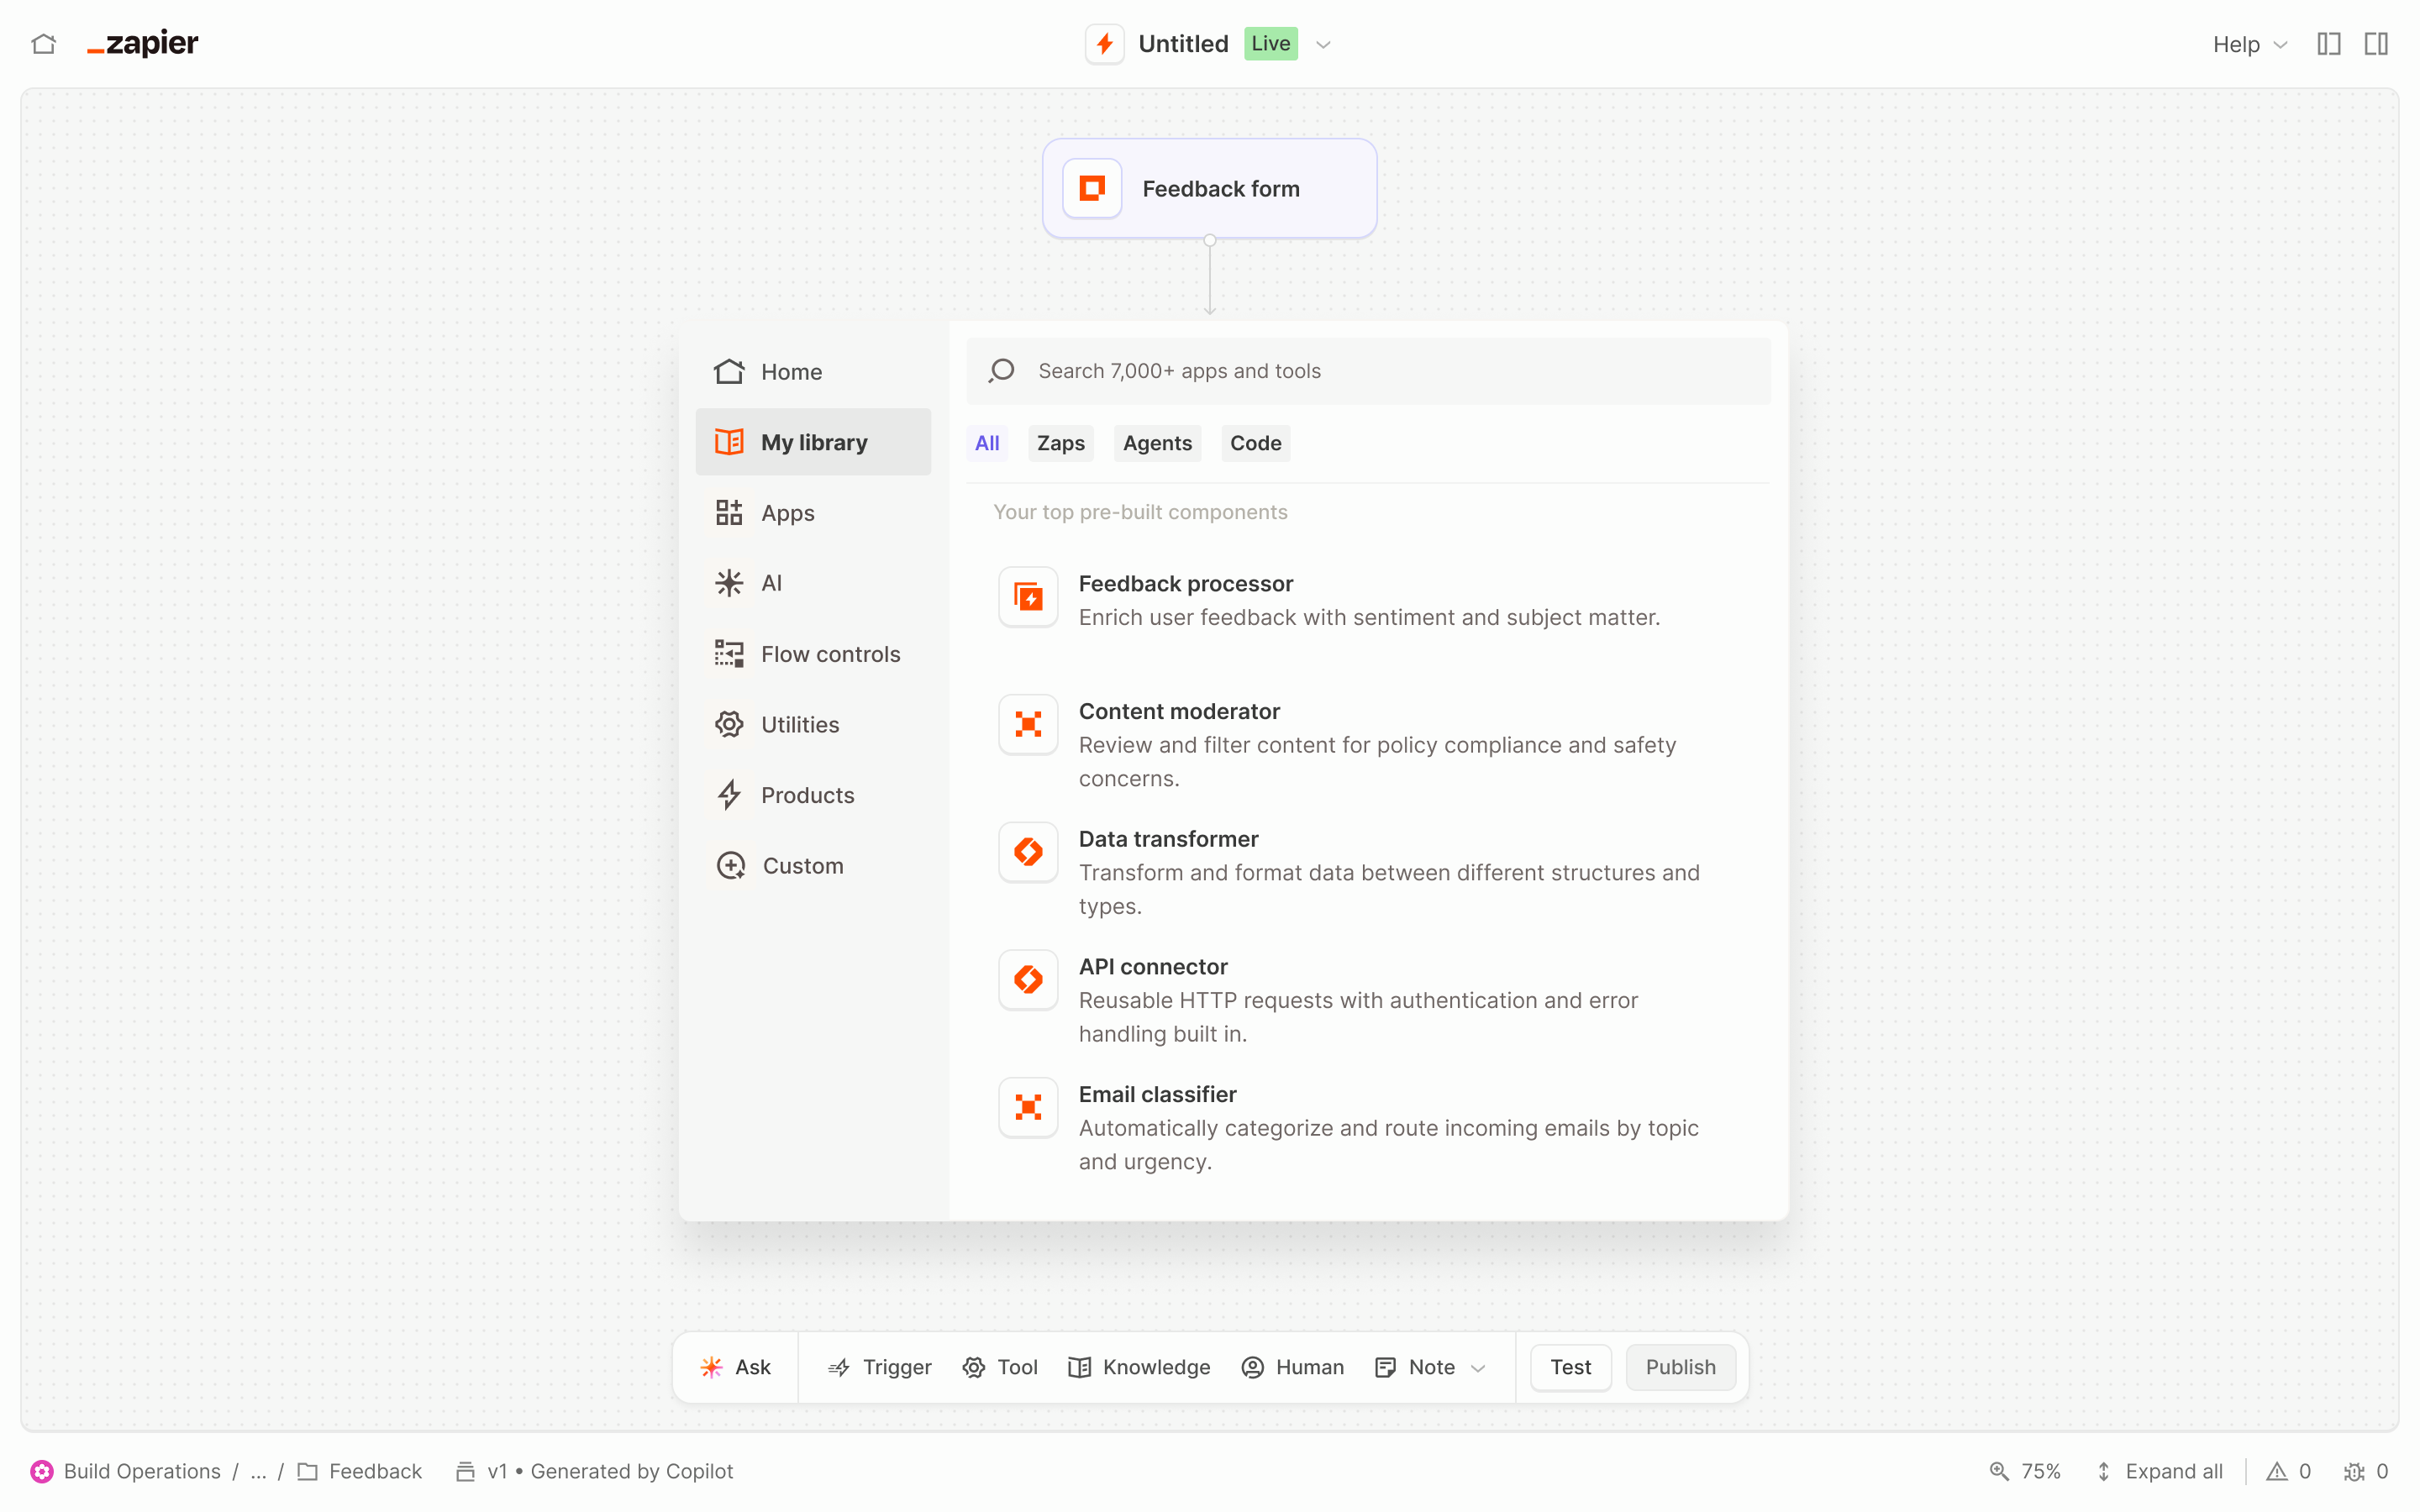 zapier
Untitled
Live
Help
Feedback form
Home
My library
Apps
AI
Flow controls
Utilities
Products
Custom
Search 7,000+ apps and tools
All
Zaps
Agents
Code
Your top pre-built components
Feedback processor
Enrich user feedback with sentiment and subject matter.
Content moderator
Review and filter content for policy compliance and safety
concerns.
Data transformer
Transform and format data between different structures and
types.
API connector
Reusable HTTP requests with authentication and error
handling built in.
Email classifier
Automatically categorize and route incoming emails by topic
and urgency.
Ask
Trigger
Tool
Knowledge
Human
Note
Test
Publish
Build Operations / ... / Feedback
v1 • Generated by Copilot
75%
Expand all
0
0